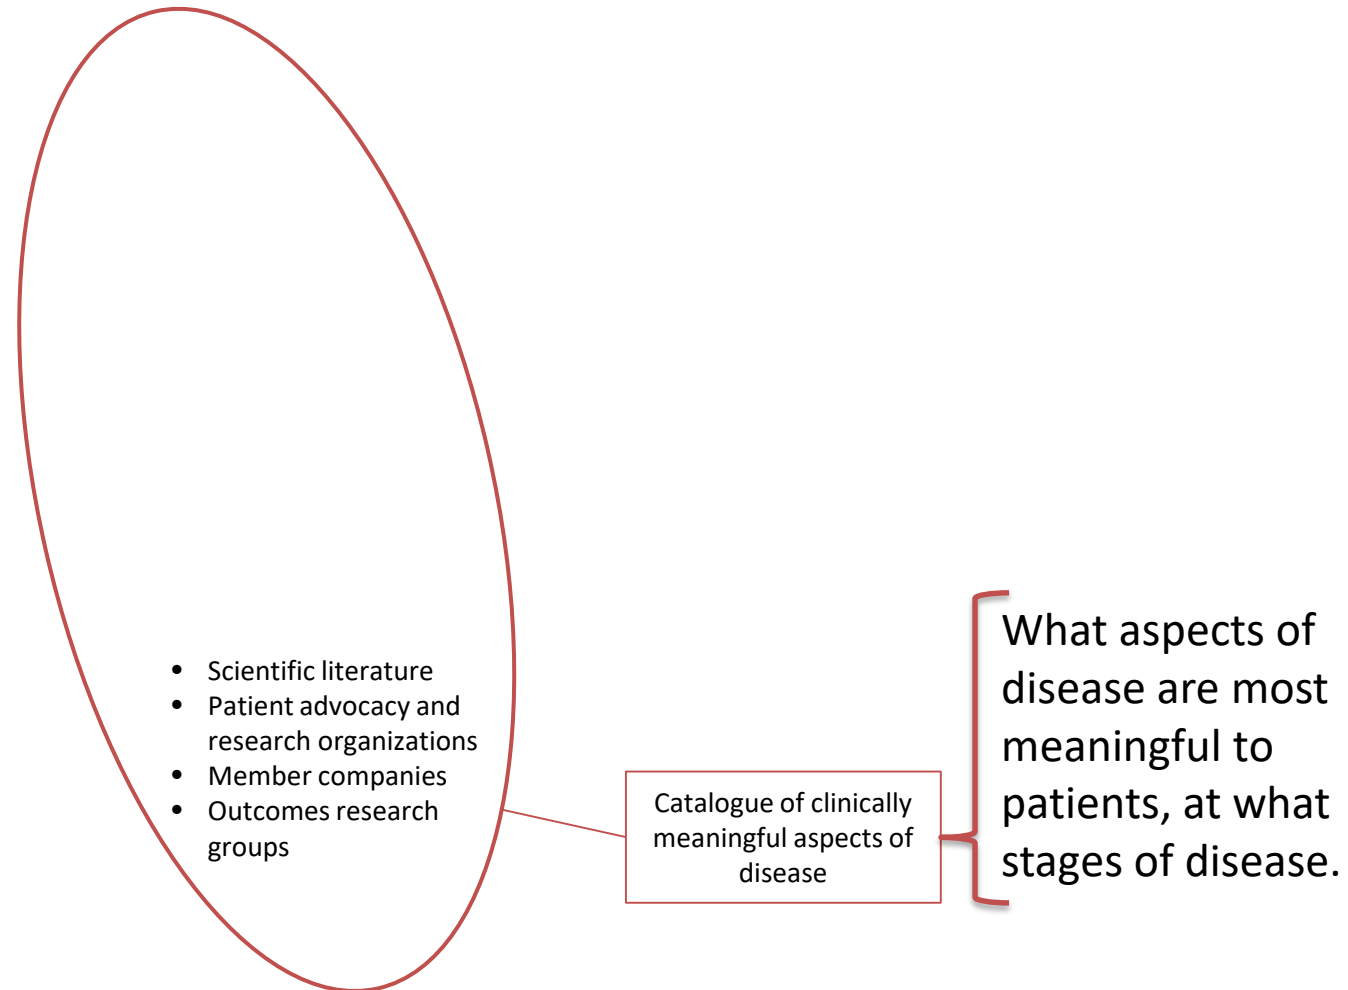 • Scientific literature
• Patient advocacy and
research organizations
• Member companies
• Outcomes research
groups
Catalogue of clinically
meaningful aspects of
disease
What aspects of
disease are most
meaningful to
patients, at what
stages of disease.